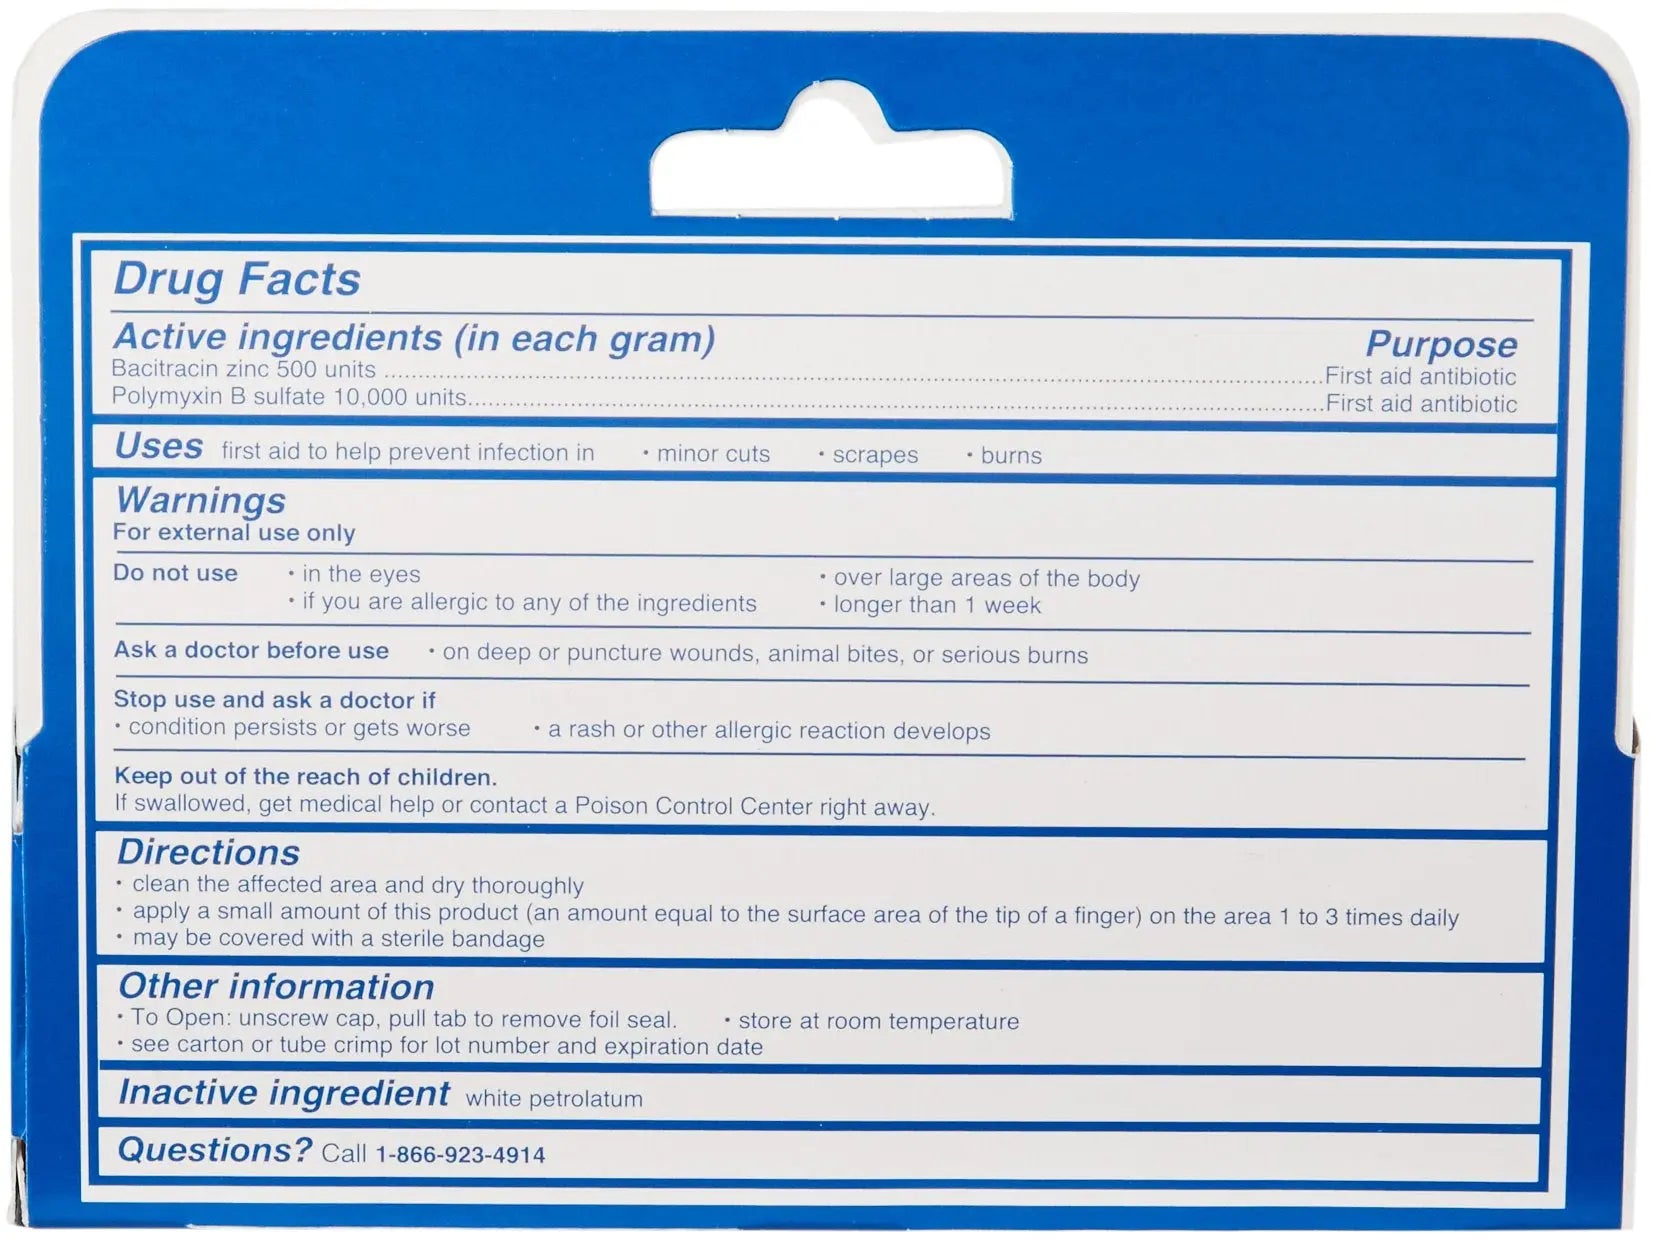 Drug Facts
Active ingredients (in each gram) Purpose
Bacitracin zinc 500 units ........ First aid antibiotic
Polymyxin B sulfate 10,000 units........ First aid antibiotic
Uses first aid to help prevent infection in • minor cuts • scrapes • burns
Warnings
For external use only
Do not use • in the eyes • over large areas of the body
• if you are allergic to any of the ingredients • longer than 1 week
Ask a doctor before use • on deep or puncture wounds, animal bites, or serious burns
Stop use and ask a doctor if
• condition persists or gets worse • a rash or other allergic reaction develops
Keep out of the reach of children.
If swallowed, get medical help or contact a Poison Control Center right away.
Directions
• clean the affected area and dry thoroughly
• apply a small amount of this product (an amount equal to the surface area of the tip of a finger) on the area 1 to 3 times daily
• may be covered with a sterile bandage
Other information
• To Open: unscrew cap, pull tab to remove foil seal. • store at room temperature
• see carton or tube crimp for lot number and expiration date
Inactive ingredient white petrolatum
Questions? Call 1-866-923-4914